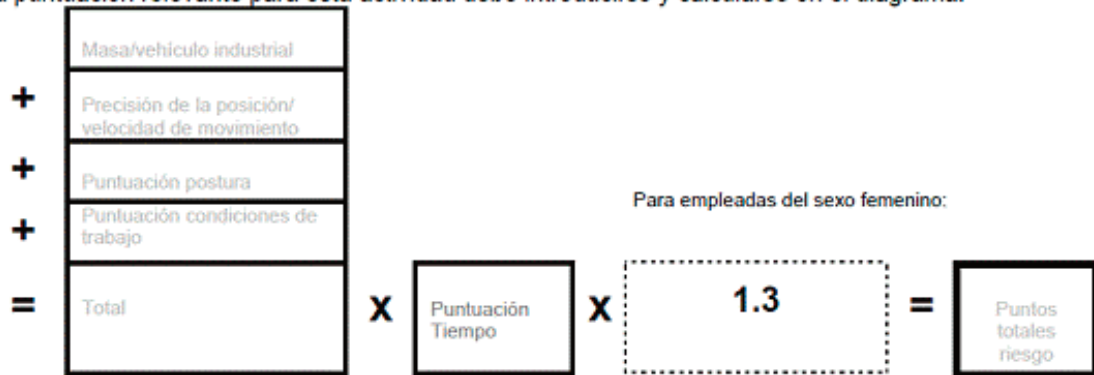 Masa/vehículo industrial
+
Precisión de la posición/
velocidad de movimiento
+
Puntuación postura
Para empleadas del sexo femenino:
+
Puntuación condiciones de
trabajo
=
Total
X
Puntuación
Tiempo
X
1.3
=
Puntos
totales
riesgo